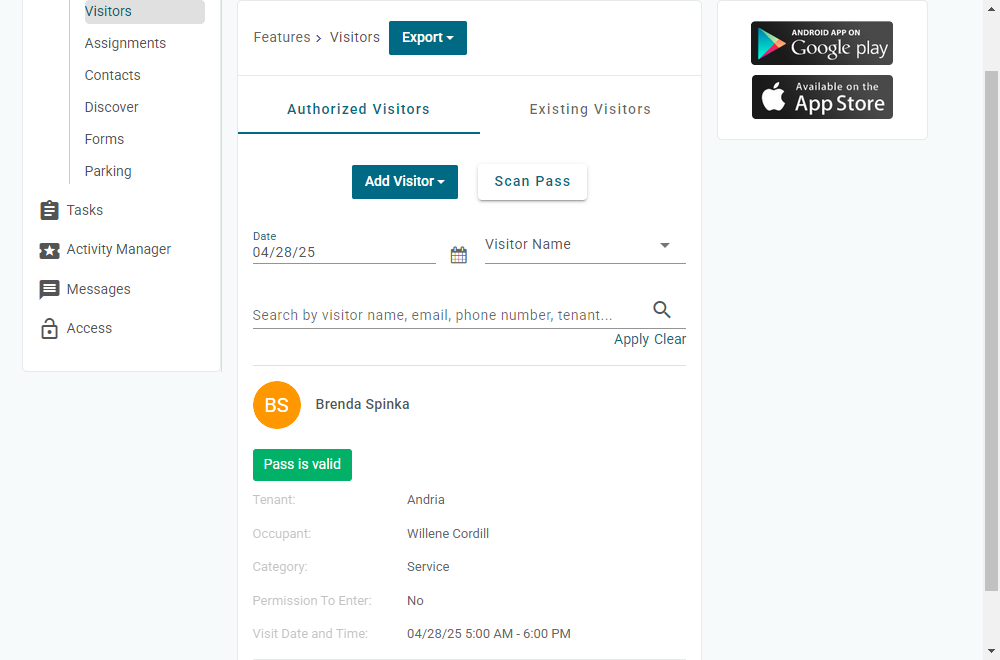 Visitors
Assignments
Contacts
Discover
Forms
Parking
Tasks
Activity Manager
Messages
Access
Features > Visitors Export
Authorized Visitors Existing Visitors
Add Visitor Scan Pass
Date
04/28/25
Visitor Name
Search by visitor name, email, phone number, tenant...
Apply Clear
BS Brenda Spinka
Pass is valid
Tenant: Andria
Occupant: Willene Cordill
Category: Service
Permission To Enter: No
Visit Date and Time: 04/28/25 5:00 AM - 6:00 PM
ANDROID APP ON
Google play
Available on the
App Store